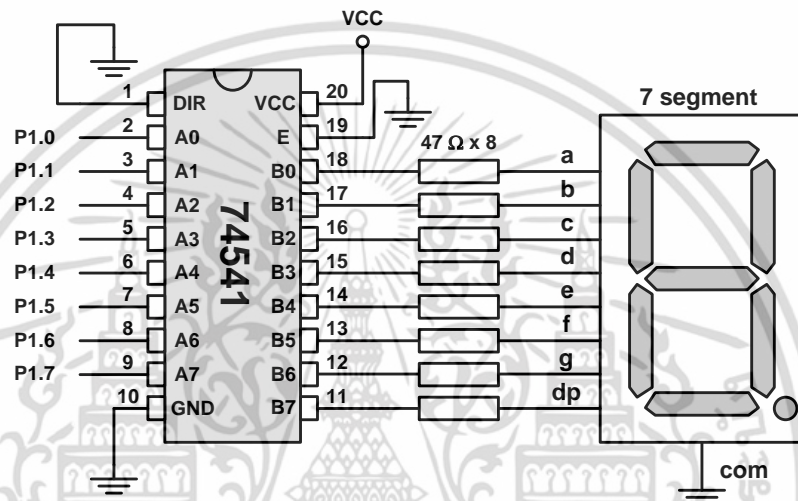 VCC
1 DIR VCC 20
7 segment
P1.0 2 A0 E 19
47 Ω x 8
P1.1 3 A1 B0 18 a
P1.2 4 A2 B1 17 b
P1.3 5 A3 B2 16 c
P1.4 6 A4 B3 15 d
P1.5 7 A5 B4 14 e
P1.6 8 A6 B5 13 f
P1.7 9 A7 B6 12 g
10 GND B7 11 dp
74541
com